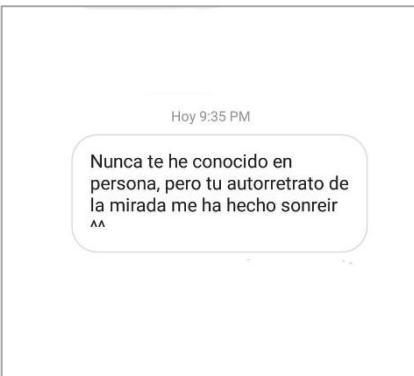 Hoy 9:35 PM
Nunca te he conocido en
persona, pero tu autorretrato de
la mirada me ha hecho sonreir
^^